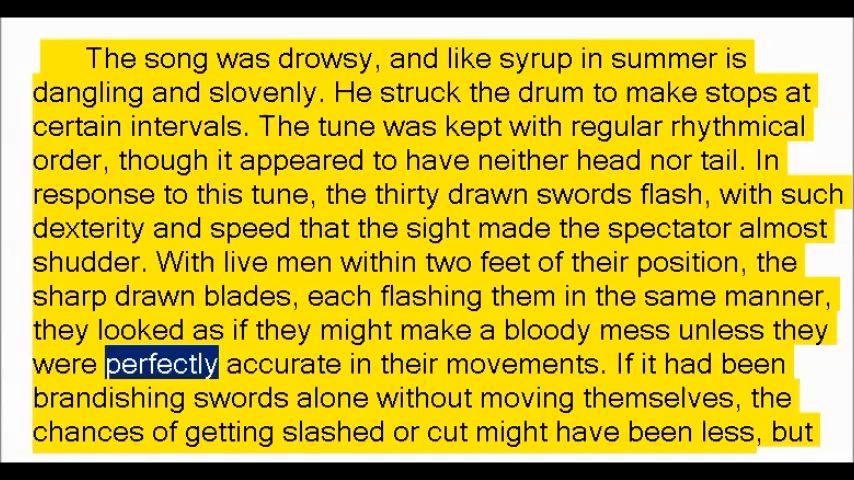 The song was drowsy, and like syrup in summer is
dangling and slovenly. He struck the drum to make stops at
certain intervals. The tune was kept with regular rhythmical
order, though it appeared to have neither head nor tail. In
response to this tune, the thirty drawn swords flash, with such
dexterity and speed that the sight made the spectator almost
shudder. With live men within two feet of their position, the
sharp drawn blades, each flashing them in the same manner,
they looked as if they might make a bloody mess unless they
were perfectly accurate in their movements. If it had been
brandishing swords alone without moving themselves, the
chances of getting slashed or cut might have been less, but